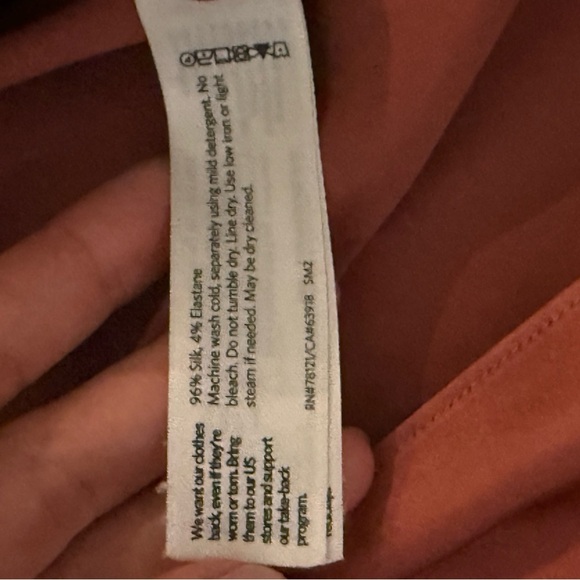 96% Silk, 4% Elastane
Machine wash cold, separately using mild detergent. No
bleach. Do not tumble dry. Line dry. Use low iron or light
steam if needed. May be dry cleaned.
RN#78121/CA#63918 SM2
We want our clothes
back, even if they're
worn or torn. Bring
them to our US
stores and support
our take-back
program.